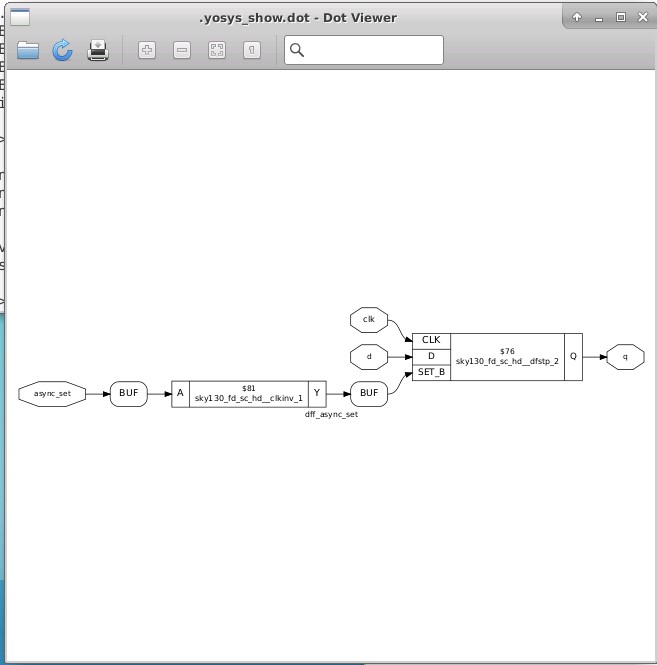 .yosys_show.dot - Dot Viewer
clk
CLK
$76
d
D
sky130_fd_sc_hd__dfstp_2
Q
q
SET_B
async_set
BUF
A
$81
sky130_fd_sc_hd__clkinv_1
Y
BUF
dff_async_set